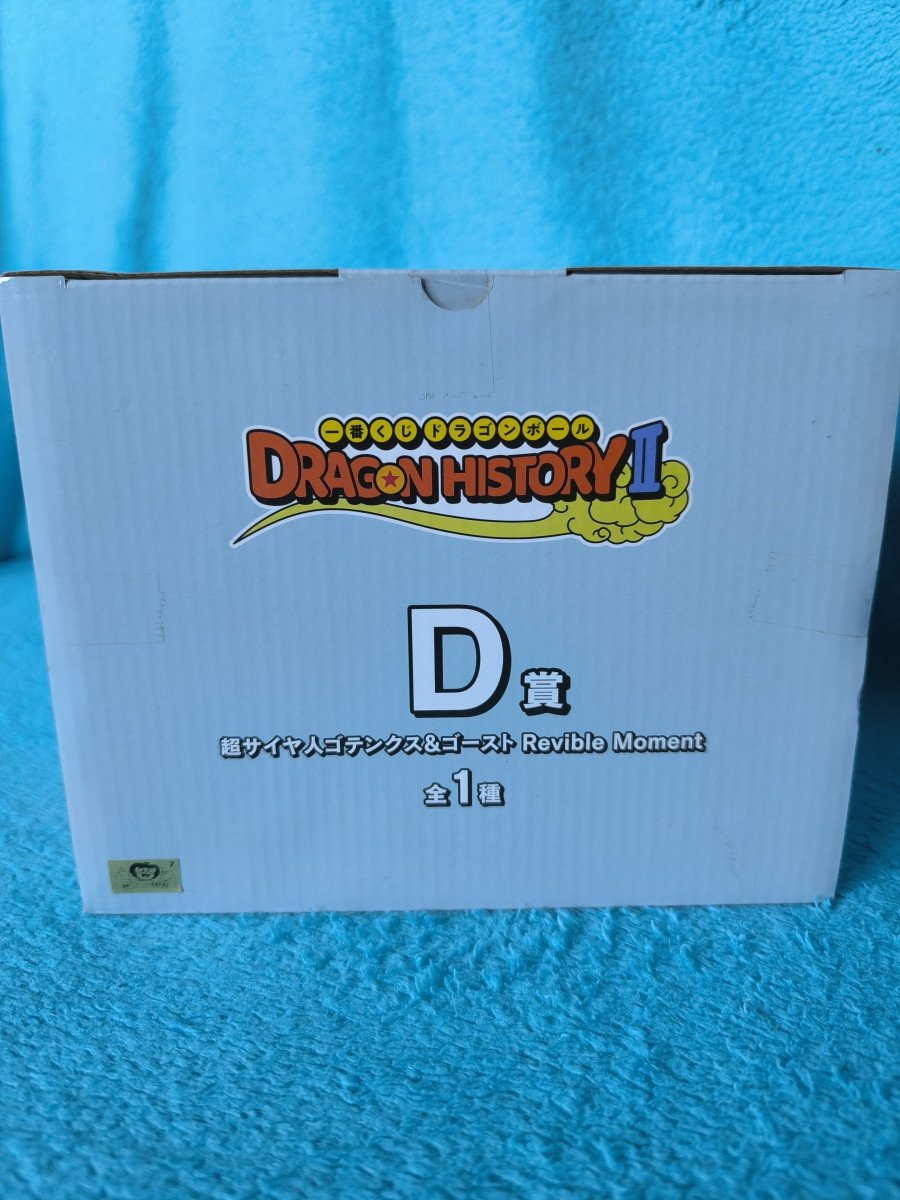 一番くじ ドラゴンボール
DRAGON HISTORY II
D賞
超サイヤ人ゴテンクス&ゴースト Revible Moment
全1種